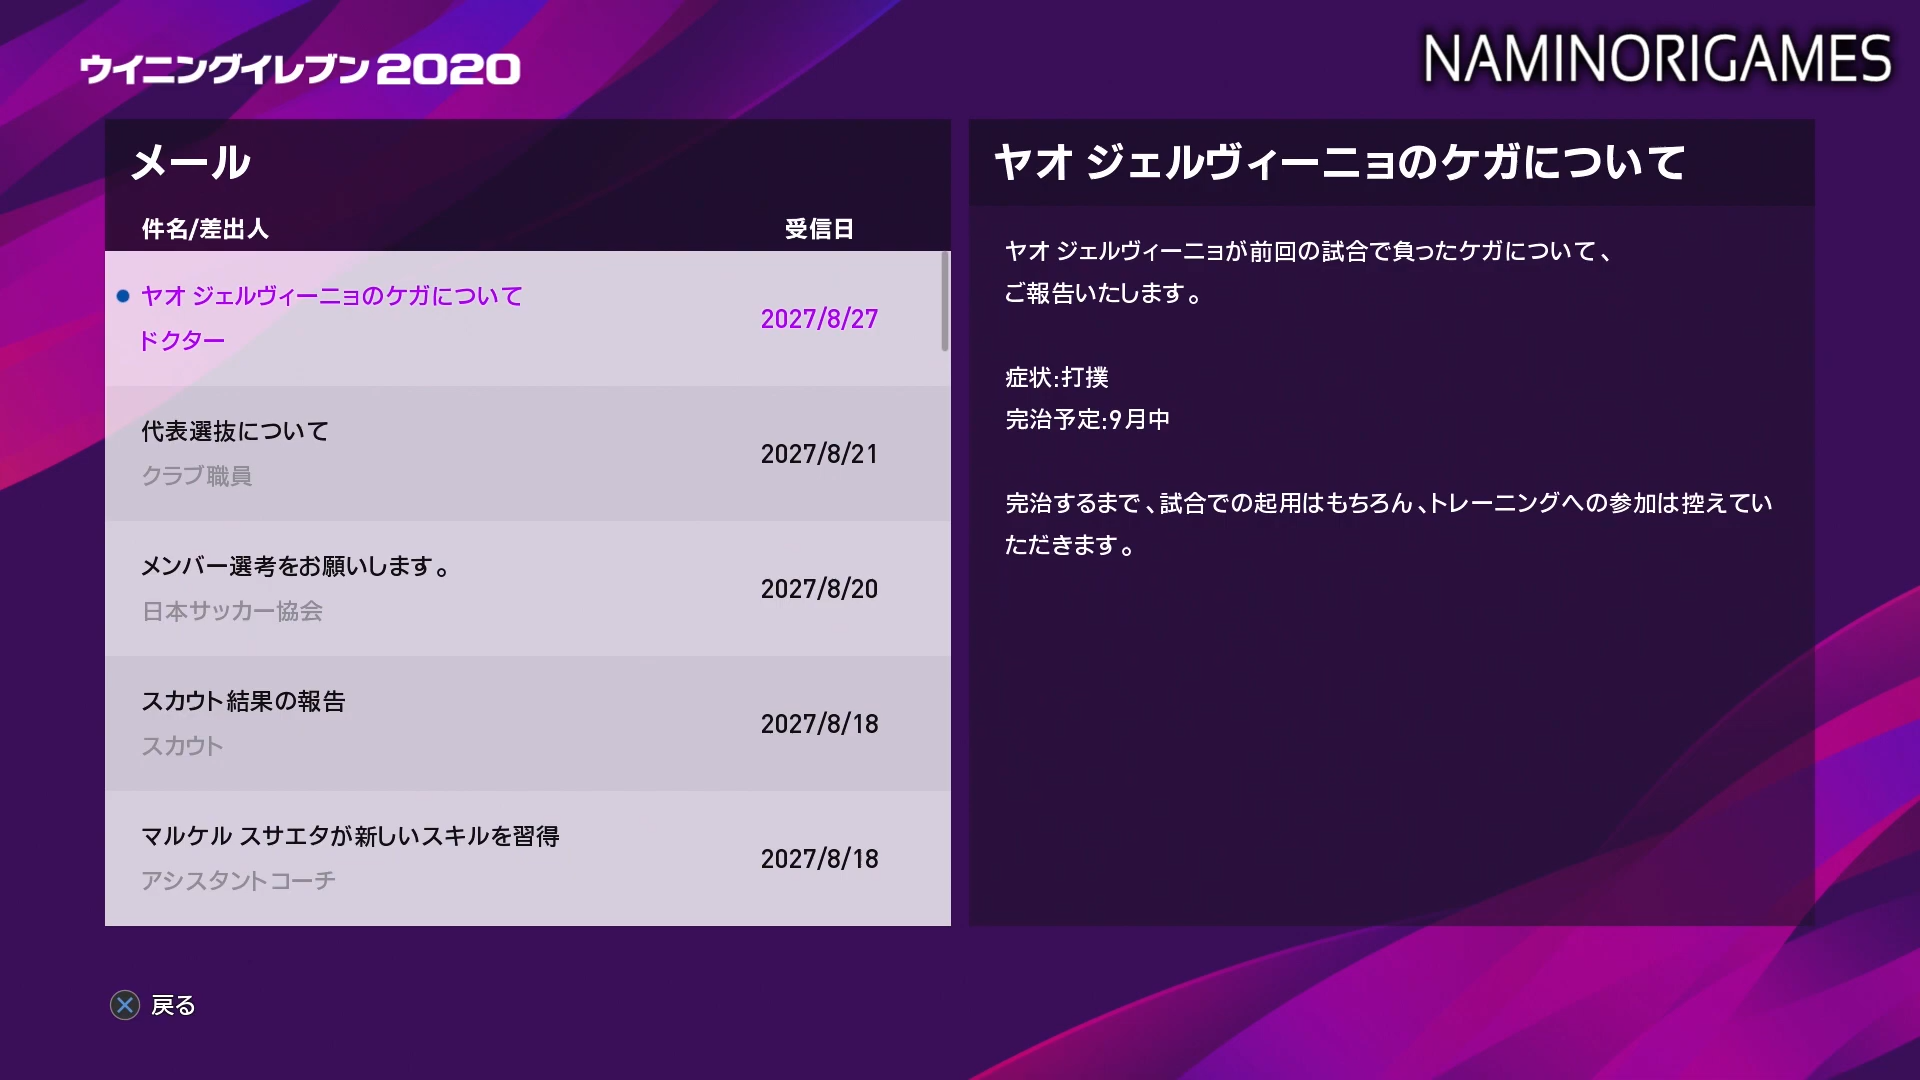 ウイニングイレブン2020
NAMINORIGAMES
メール
件名/差出人 受信日
ヤオ ジェルヴィーニョのケガについて
ドクター
2027/8/27
代表選抜について
クラブ職員
2027/8/21
メンバー選考をお願いします。
日本サッカー協会
2027/8/20
スカウト結果の報告
スカウト
2027/8/18
マルケル スサエタが新しいスキルを習得
アシスタントコーチ
2027/8/18
ヤオ ジェルヴィーニョのケガについて
ヤオ ジェルヴィーニョが前回の試合で負ったケガについて、
ご報告いたします。
症状:打撲
完治予定:9月中
完治するまで、試合での起用はもちろん、トレーニングへの参加は控えてい
ただきます。
戻る